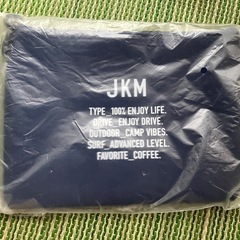 JKM
TYPE_100% ENJOY LIFE.
DRIVE_ENJOY DRIVE.
OUTDOOR_CAMP VIBES.
SURF_ADVANCED LEVEL.
FAVORITE_COFFEE.